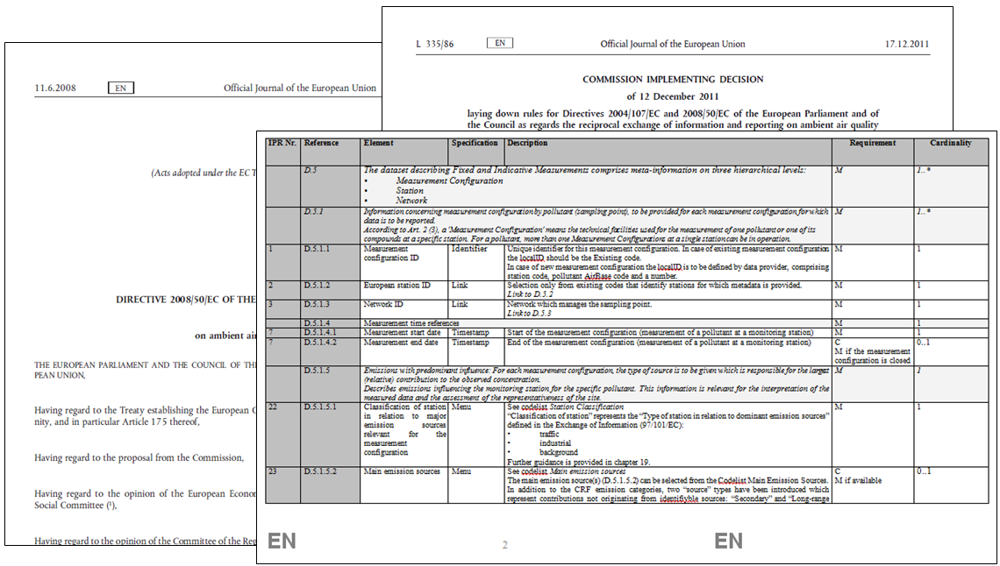 L 335/86 EN Official Journal of the European Union 17.12.2011
COMMISSION IMPLEMENTING DECISION
of 12 December 2011
laying down rules for Directives 2004/107/EC and 2008/50/EC of the European Parliament and of
the Council as regards the reciprocal exchange of information and reporting on ambient air quality
11.6.2008 EN Official Journal of the European Union
(Acts adopted under the EC T
DIRECTIVE 2008/50/EC OF THE
on ambient ai
THE EUROPEAN PARLIAMENT AND THE COUNCIL OF TH
PEAN UNION,
Having regard to the Treaty establishing the European C
nity, and in particular Article 175 thereof,
Having regard to the proposal from the Commission,
Having regard to the opinion of the European Econor
Social Committee (¹),
Having regard to the opinion of the Committee of the Reg
IPR Nr. Reference Element Specification Description Requirement Cardinality
D.5 The dataset describing Fixed and Indicative Measurements comprises meta-information on three hierarchical levels: M 1..*
• Measurement Configuration
• Station
• Network
D.5.1 Information concerning measurement configuration by pollutant (sampling point), to be provided for each measurement configuration for which M 1..*
data is to be reported.
According to Art. 2 (3), a 'Measurement Configuration' means the technical facilities used for the measurement of one pollutant or one of its
compounds at a specific station. For a pollutant, more than one Measurement Configurations at a single station can be in operation.
1 D.5.1.1 Measurement Identifier Unique identifier for this measurement configuration. In case of existing measurement configuration M 1
configuration ID the localID should be the Existing code.
In case of new measurement configuration the localID is to be defined by data provider, comprising
station code, pollutant AirBase code and a number.
2 D.5.1.2 European station ID Link Selection only from existing codes that identify stations for which metadata is provided. M 1
Link to D.5.2
3 D.5.1.3 Network ID Link Network which manages the sampling point. M 1
Link to D.5.3
D.5.1.4 Measurement time references M 1
7 D.5.1.4.1 Measurement start date Timestamp Start of the measurement configuration (measurement of a pollutant at a monitoring station) M 1
7 D.5.1.4.2 Measurement end date Timestamp End of the measurement configuration (measurement of a pollutant at a monitoring station) C 0..1
M if the measurement
configuration is closed
D.5.1.5 Emissions with predominant influence: For each measurement configuration, the type of source is to be given which is responsible for the largest M 1
(relative) contribution to the observed concentration.
Describes emissions influencing the monitoring station for the specific pollutant. This information is relevant for the interpretation of the
measured data and the assessment of the representativeness of the site.
22 D.5.1.5.1 Classification of station Menu See codelist Station Classification M 1
in relation to major "Classification of station" represents the "Type of station in relation to dominant emission sources"
emission sources defined in the Exchange of Information (97/101/EC):
relevant for the • traffic
measurement • industrial
configuration • background
Further guidance is provided in chapter 19.
23 D.5.1.5.2 Main emission sources Menu See codelist Main emission sources C 0..1
The main emission source(s) (D.5.1.5.2) can be selected from the Codelist Main Emission Sources. M if available
In addition to the CRF emission categories, two "source" types have been introduced which
represent contributions not originating from identifiyble sources: "Secondary" and "Long-range
EN 2 EN